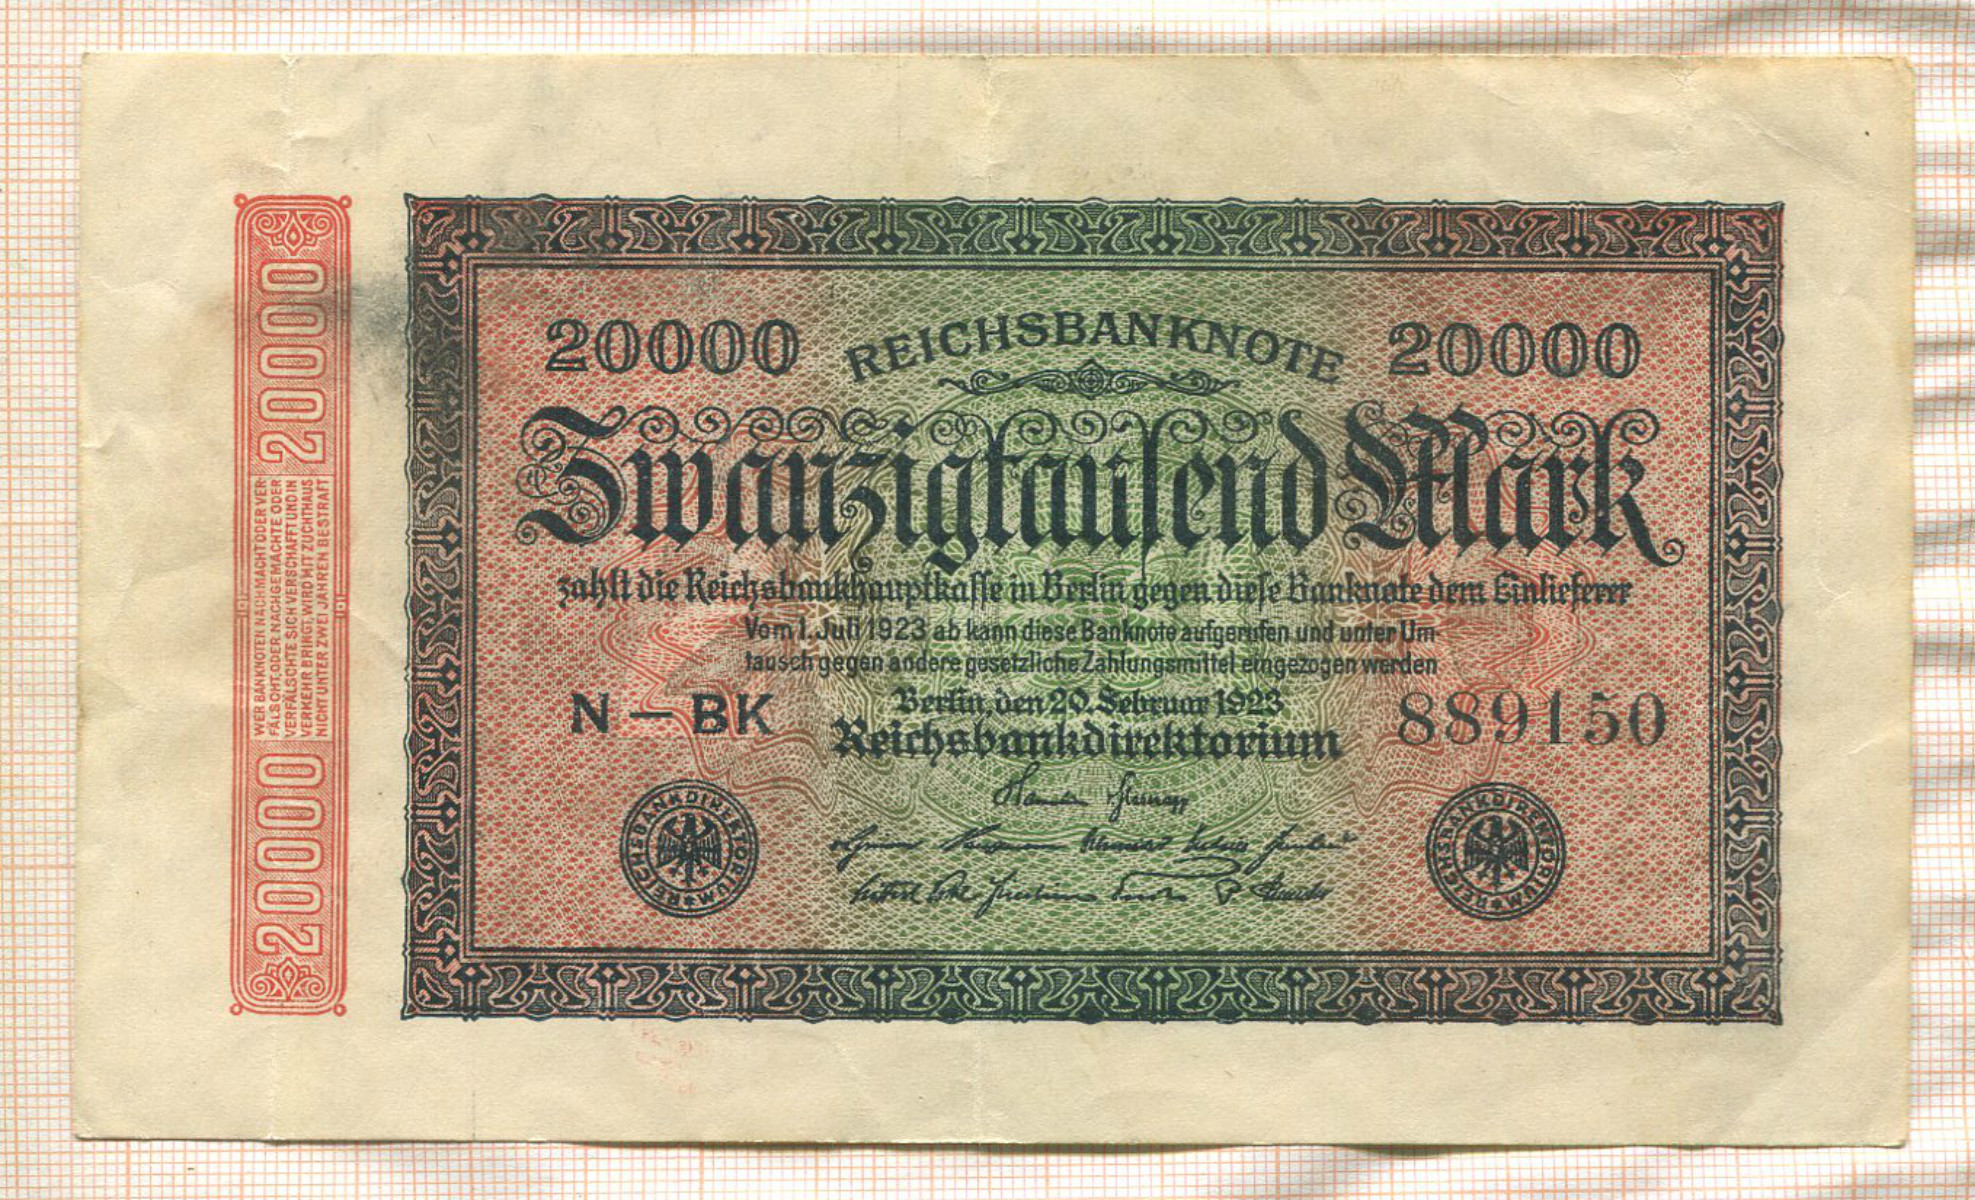 20000
WER BANKNOTEN NACHMACHT ODER VER-
FÄLSCHT, ODER NACHGEMACHTE ODER
VERFÄLSCHTE SICH VERSCHAFFT UND IN
VERKEHR BRINGT, WIRD MIT ZUCHTHAUS
NICHT UNTER ZWEI JAHREN BESTRAFT
20000
20000 REICHSBANKNOTE 20000
Zwanzigtausend Mark
zahlt die Reichsbankhauptkasse in Berlin gegen diese Banknote dem Einlieferer
Vom 1. Juli 1923 ab kann diese Banknote aufgerufen und unter Um-
tausch gegen andere gesetzliche Zahlungsmittel eingezogen werden
Berlin, den 20. Februar 1923
N – BK Reichsbankdirektorium 889150
REICHSBANKDIREKTORIUM
REICHSBANKDIREKTORIUM